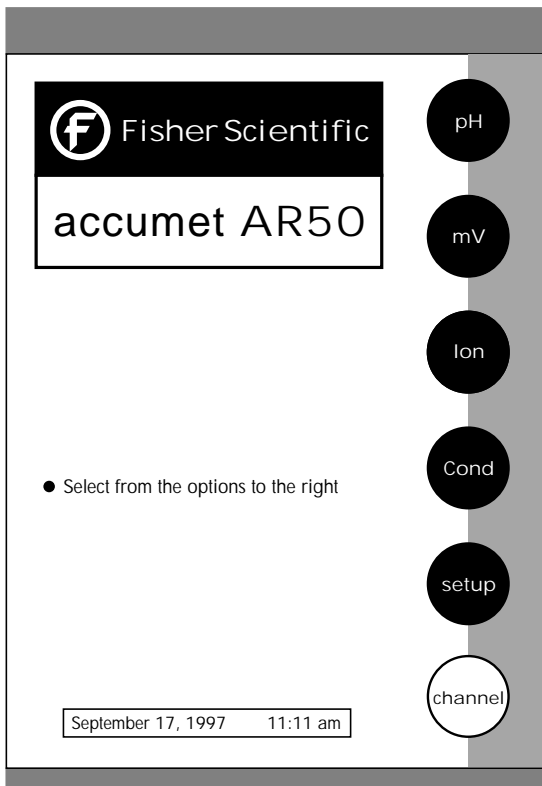 Fisher Scientific
accumet AR50
pH
mV
Ion
Cond
setup
channel
● Select from the options to the right
September 17, 1997 11:11 am